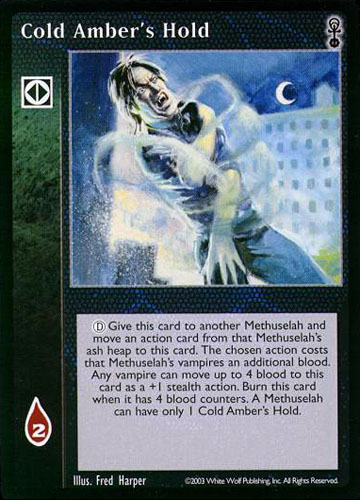 Cold Amber's Hold
Ⓓ Give this card to another Methuselah and
move an action card from that Methuselah's
ash heap to this card. The chosen action costs
that Methuselah's vampires an additional blood.
Any vampire can move up to 4 blood to this
card as a +1 stealth action. Burn this card
when it has 4 blood counters. A Methuselah
can have only 1 Cold Amber's Hold.
2
Illus. Fred Harper
©2003 White Wolf Publishing, Inc. All Rights Reserved.